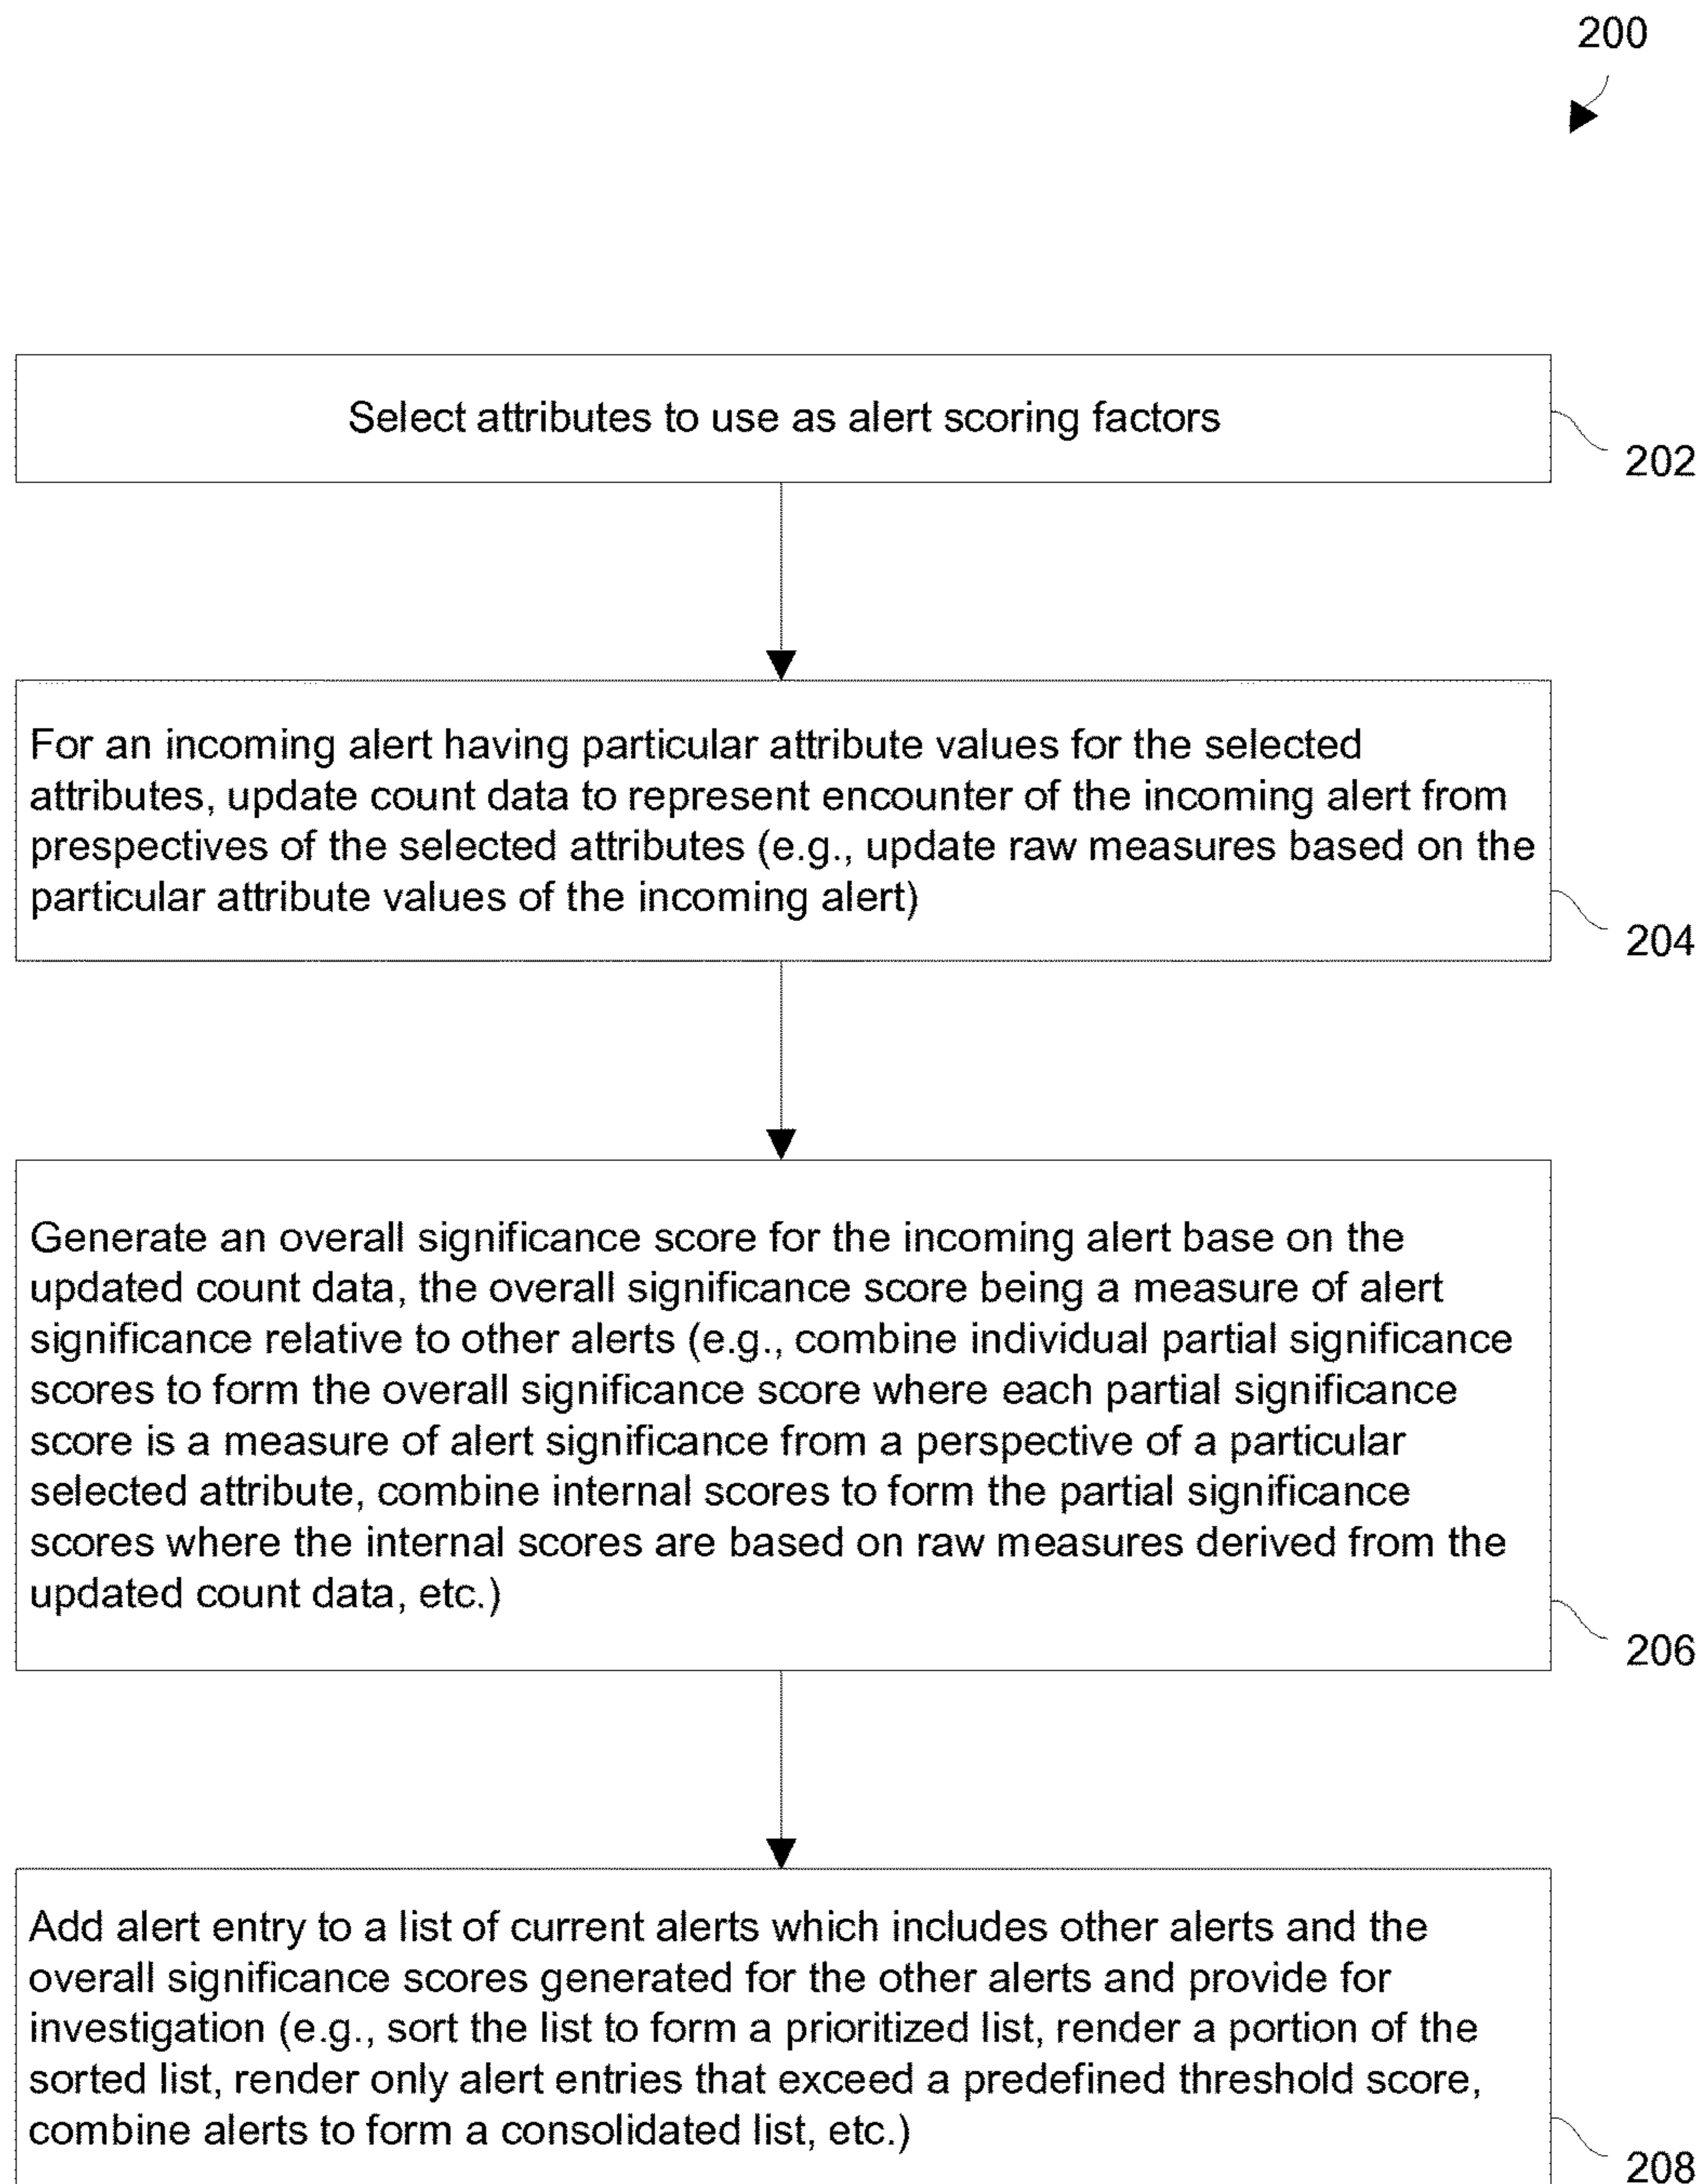 200
Select attributes to use as alert scoring factors
202
For an incoming alert having particular attribute values for the selected
attributes, update count data to represent encounter of the incoming alert from
prespectives of the selected attributes (e.g., update raw measures based on the
particular attribute values of the incoming alert)
204
Generate an overall significance score for the incoming alert base on the
updated count data, the overall significance score being a measure of alert
significance relative to other alerts (e.g., combine individual partial significance
scores to form the overall significance score where each partial significance
score is a measure of alert significance from a perspective of a particular
selected attribute, combine internal scores to form the partial significance
scores where the internal scores are based on raw measures derived from the
updated count data, etc.)
206
Add alert entry to a list of current alerts which includes other alerts and the
overall significance scores generated for the other alerts and provide for
investigation (e.g., sort the list to form a prioritized list, render a portion of the
sorted list, render only alert entries that exceed a predefined threshold score,
combine alerts to form a consolidated list, etc.)
208